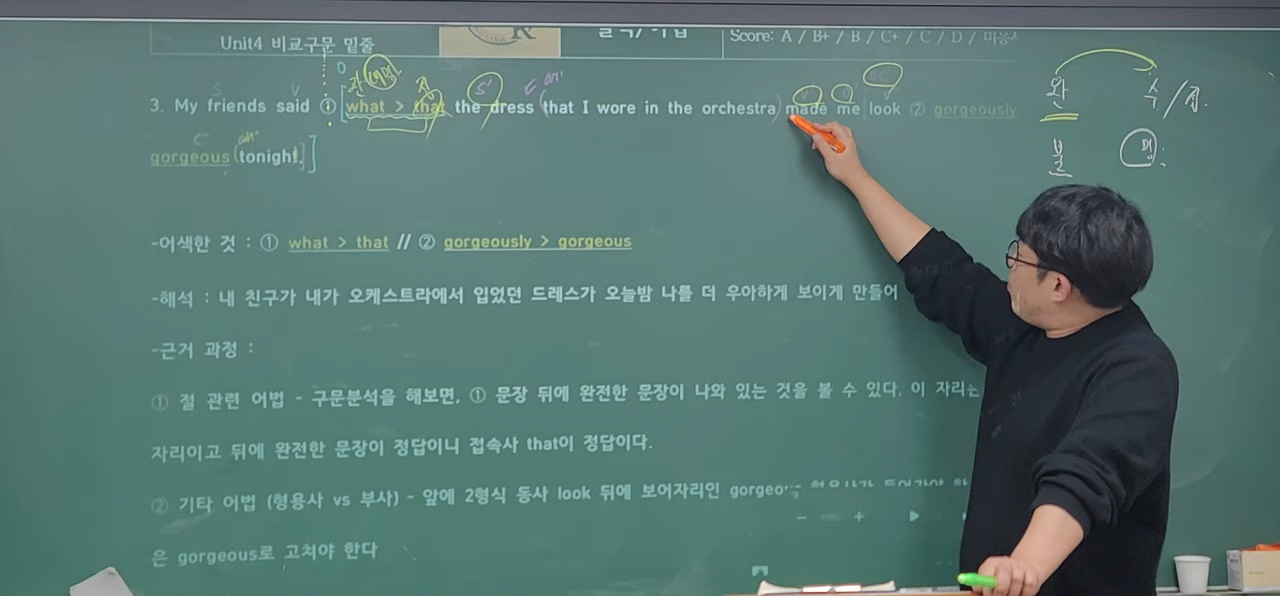 Unit4 비교구문 밑줄
Score: A / B+ / B / C+ / C / D / 미응시
S V
완 수/
불 명:
3. My friends said ① [what > that the dress (that I wore in the orchestra) made me [look ② gorgeously
gorgeous (tonight.]]
-어색한 것 : ① what > that // ② gorgeously > gorgeous
-해석 : 내 친구가 내가 오케스트라에서 입었던 드레스가 오늘밤 나를 더 우아하게 보이게 만들어
-근거 과정 :
① 절 관련 어법 - 구문분석을 해보면, ① 문장 뒤에 완전한 문장이 나와 있는 것을 볼 수 있다. 이 자리는
자리이고 뒤에 완전한 문장이 정답이니 접속사 that이 정답이다.
② 기타 어법 (형용사 vs 부사) - 앞에 2형식 동사 look 뒤에 보어자리인
은 gorgeous로 고쳐야 한다